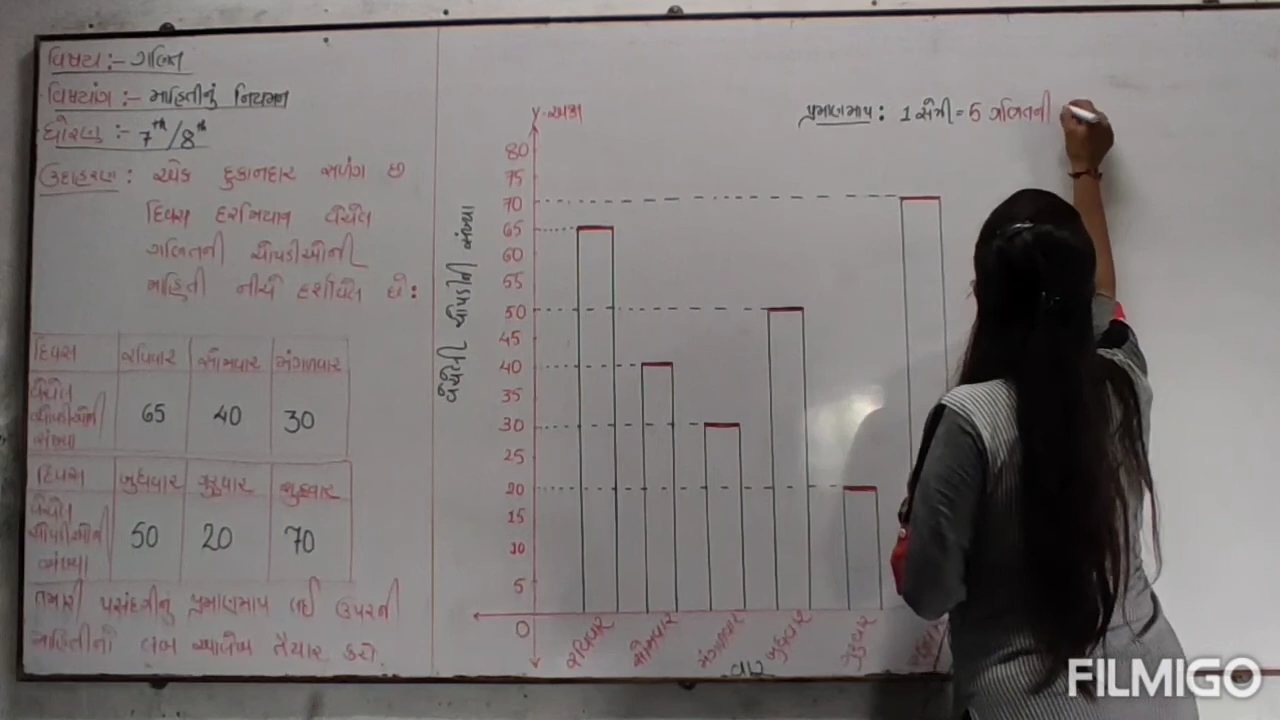 વિષય :- ગણિત
વિષયાંગ :- માહિતીનું નિયમન
ધોરણ :- 7th/8th
ઉદાહરણ : એક દુકાનદાર સળંગ છ
દિવસ દરમિયાન વેચેલ
ગણિતની ચોપડીઓની
માહિતી નીચે દર્શાવેલ છે :
દિવસ રવિવાર સોમવાર મંગળવાર
વેચેલ
ચોપડીઓની
સંખ્યા
65 40 30
દિવસ બુધવાર ગુરુવાર શુક્રવાર
વેચેલ
ચોપડીઓની
સંખ્યા
50 20 70
તમારી પસંદગીનું પ્રમાણમાપ લઈ ઉપરની
માહિતીનો લંબ આલેખ તૈયાર કરો.
પ્રમાણમાપ : 1 સેમી = 5 ગણિતની
Y-અક્ષ
વેચેલી ચોપડીની સંખ્યા
80
75
70
65
60
55
50
45
40
35
30
25
20
15
10
5
0
રવિવાર સોમવાર મંગળવાર બુધવાર ગુરુવાર
વાર
FILMIGO